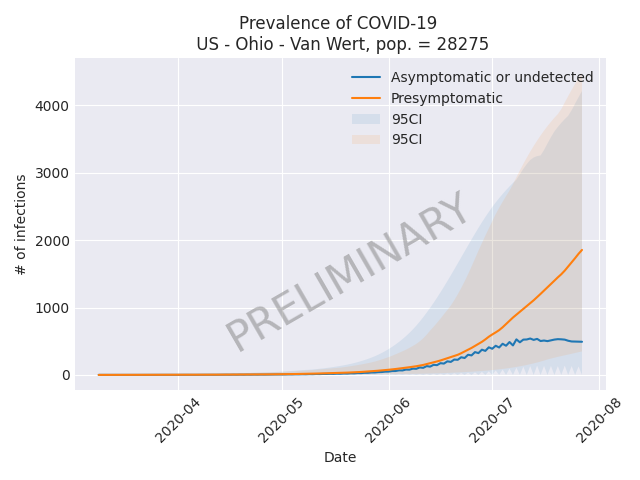 Prevalence of COVID-19
US - Ohio - Van Wert, pop. = 28275
Asymptomatic or undetected
Presymptomatic
95CI
95CI
4000
3000
2000
1000
0
# of infections
PRELIMINARY
2020-04
2020-05
2020-06
2020-07
2020-08
Date